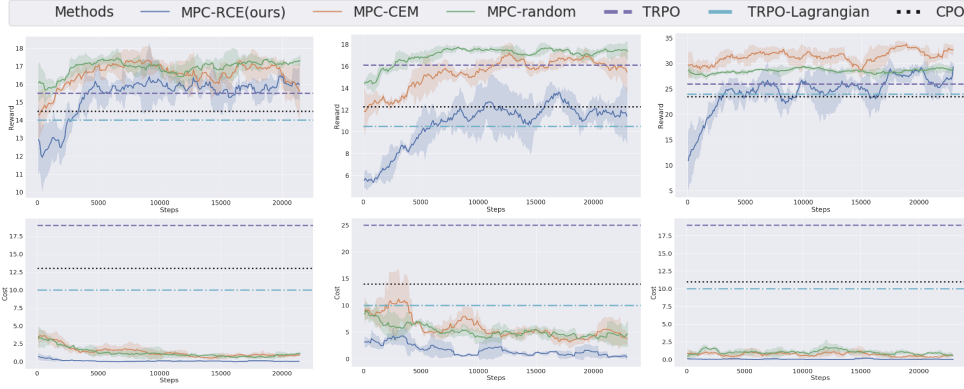 Methods MPC-RCE(ours) MPC-CEM MPC-random TRPO TRPO-Lagrangian CPO
18
17
16
15
14
13
12
11
10
Reward
0 5000 10000 15000 20000
Steps
18
16
14
12
10
8
6
Reward
0 5000 10000 15000 20000
Steps
35
30
25
20
15
10
5
Reward
0 5000 10000 15000 20000
Steps
17.5
15.0
12.5
10.0
7.5
5.0
2.5
0.0
Cost
0 5000 10000 15000 20000
Steps
25
20
15
10
5
0
Cost
0 5000 10000 15000 20000
Steps
17.5
15.0
12.5
10.0
7.5
5.0
2.5
0.0
Cost
0 5000 10000 15000 20000
Steps